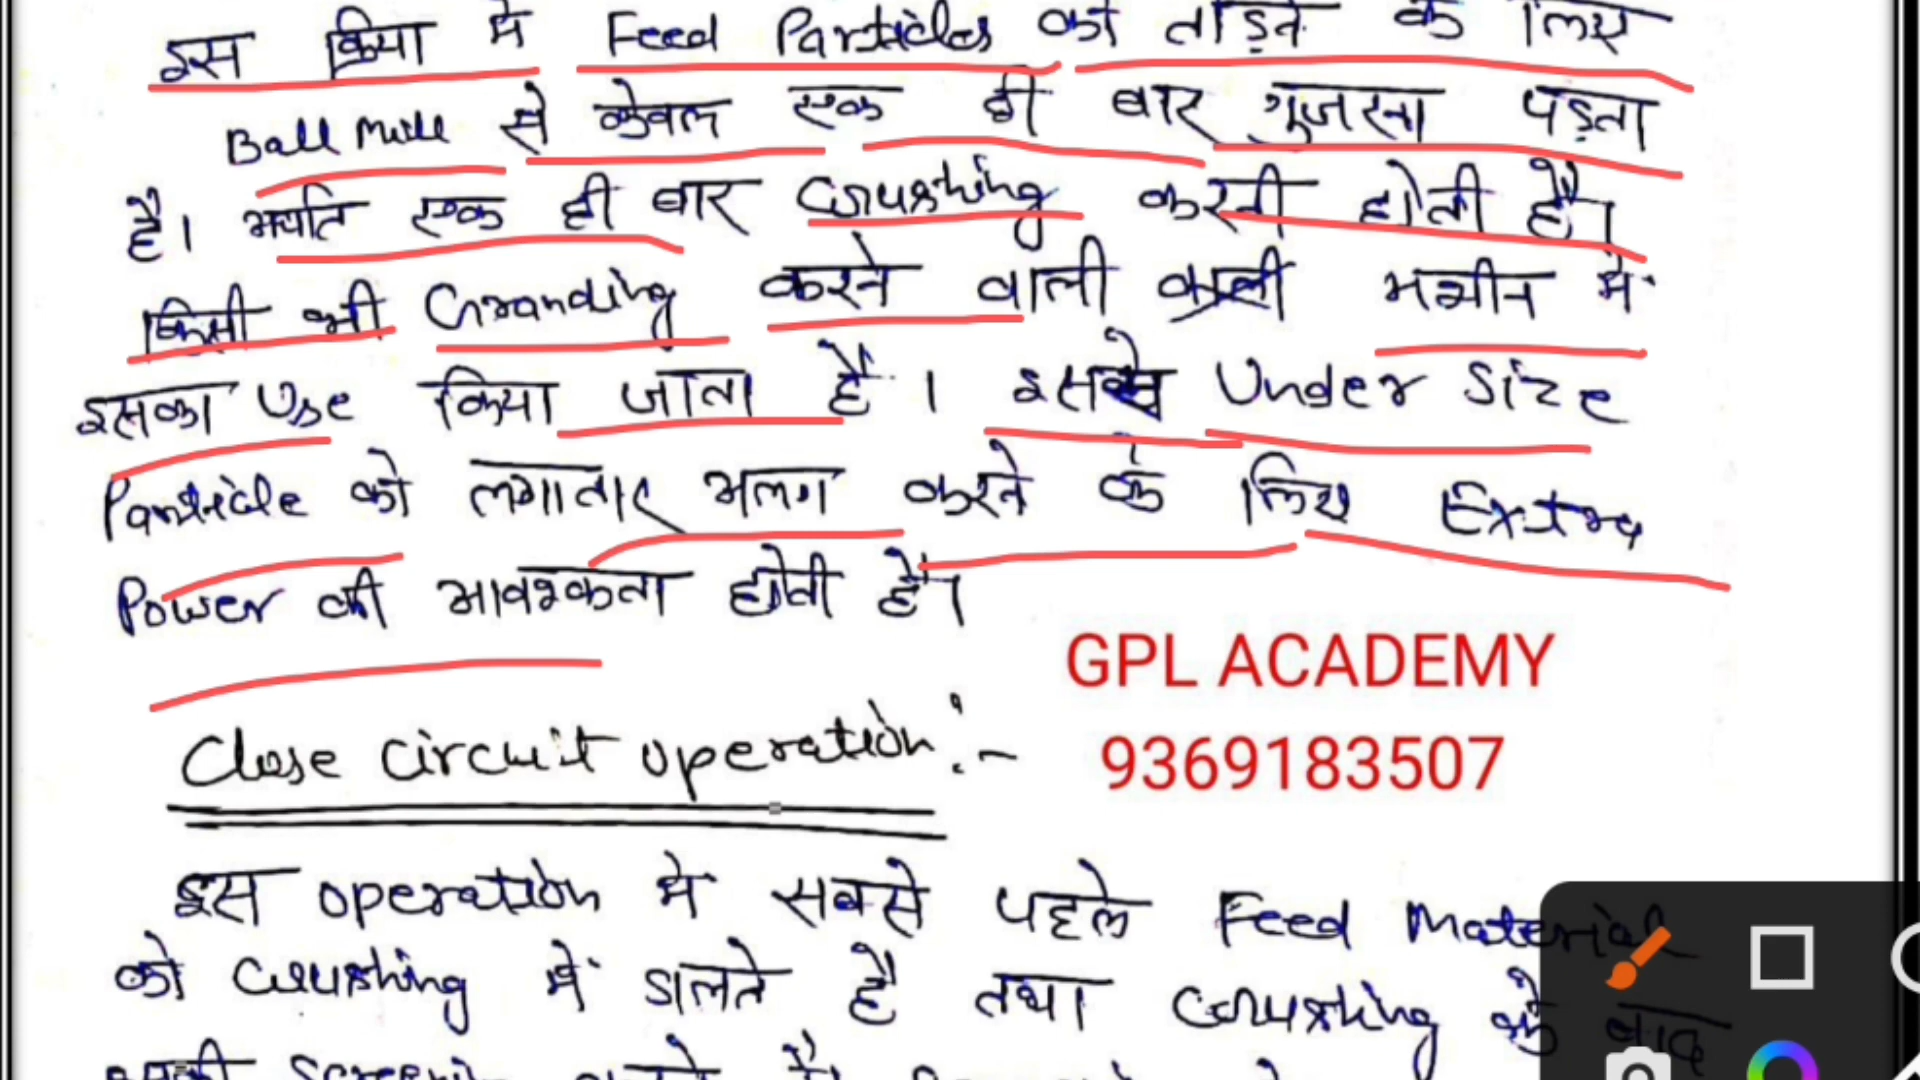 इस क्रिया में Feed Particles को तोड़ने के लिए
Ball Mill से केवल एक ही बार गुजरना पड़ता
है। अर्थात एक ही बार Crushing करनी होती है।
किसी भी Granding करने वाली मशीन में
इसका Use किया जाता है। इसमे Under Size
Particle को लगातार अलग करने के लिए Extra
Power की आवश्कता होती है।
GPL ACADEMY
9369183507
Close circuit operation :-
इस operation में सबसे पहले Feed Material
को Crushing में डालते है तथा Crushing के बाद